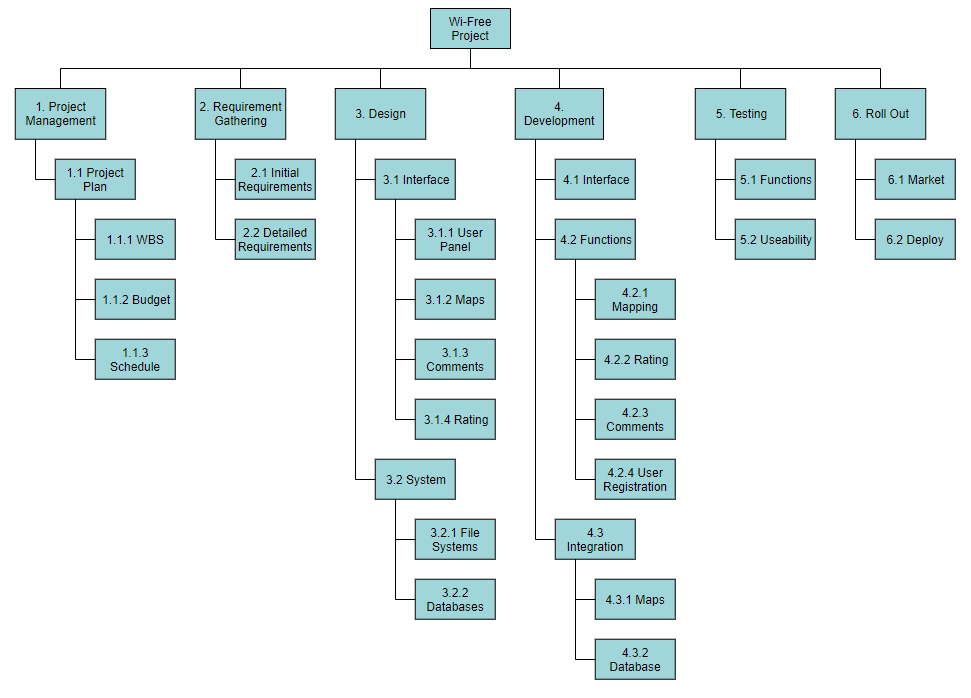 Wi-Free
Project
1. Project
Management
1.1 Project
Plan
1.1.1 WBS
1.1.2 Budget
1.1.3
Schedule
2. Requirement
Gathering
2.1 Initial
Requirements
2.2 Detailed
Requirements
3. Design
3.1 Interface
3.1.1 User
Panel
3.1.2 Maps
3.1.3
Comments
3.1.4 Rating
3.2 System
3.2.1 File
Systems
3.2.2
Databases
4.
Development
4.1 Interface
4.2 Functions
4.2.1
Mapping
4.2.2 Rating
4.2.3
Comments
4.2.4 User
Registration
4.3
Integration
4.3.1 Maps
4.3.2
Database
5. Testing
5.1 Functions
5.2 Useability
6. Roll Out
6.1 Market
6.2 Deploy